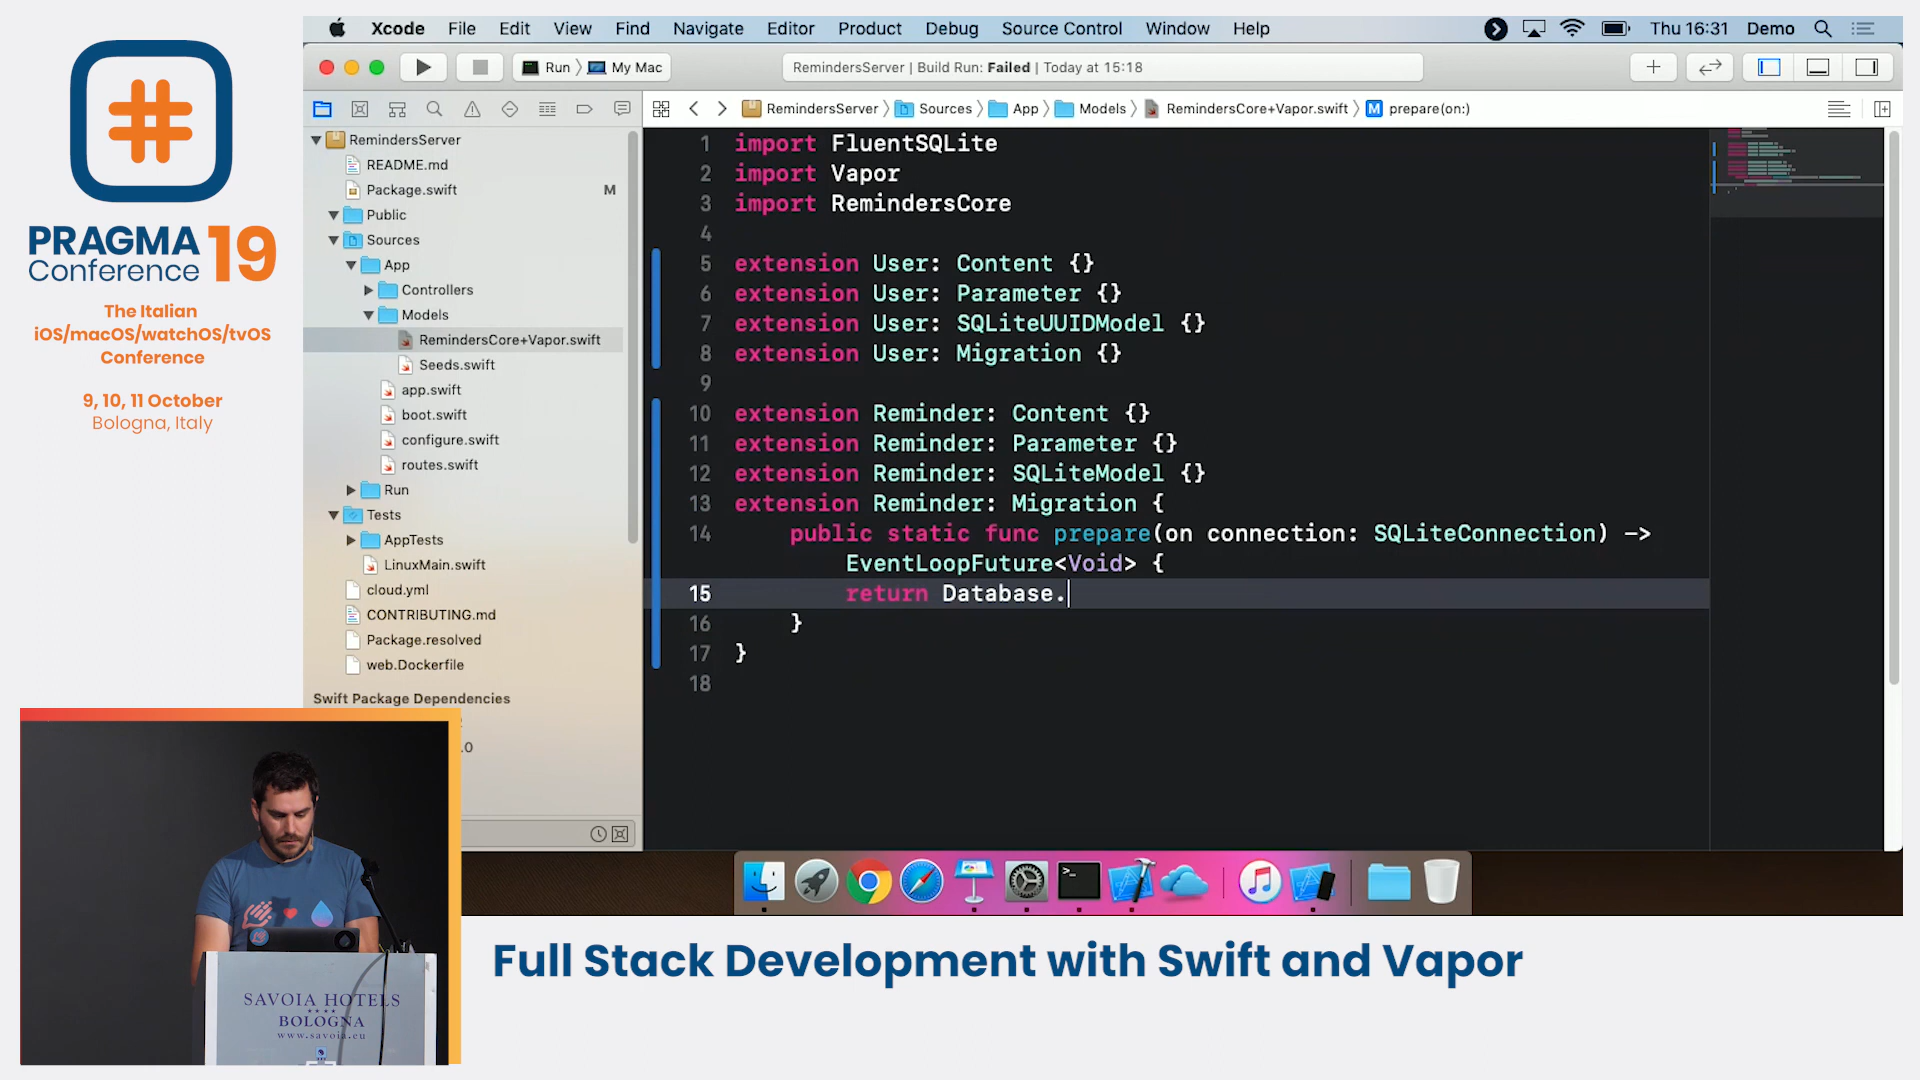 PRAGMA
Conference 19
The Italian
iOS/macOS/watchOS/tvOS
Conference
9, 10, 11 October
Bologna, Italy
Xcode File Edit View Find Navigate Editor Product Debug Source Control Window Help Thu 16:31 Demo
Run My Mac RemindersServer | Build Run: Failed | Today at 15:18
RemindersServer Sources App Models RemindersCore+Vapor.swift M prepare(on:)
RemindersServer
README.md
Package.swift M
Public
Sources
App
Controllers
Models
RemindersCore+Vapor.swift
Seeds.swift
app.swift
boot.swift
configure.swift
routes.swift
Run
Tests
AppTests
LinuxMain.swift
cloud.yml
CONTRIBUTING.md
Package.resolved
web.Dockerfile
Swift Package Dependencies
.0
1 import FluentSQLite
2 import Vapor
3 import RemindersCore
4
5 extension User: Content {}
6 extension User: Parameter {}
7 extension User: SQLiteUUIDModel {}
8 extension User: Migration {}
9
10 extension Reminder: Content {}
11 extension Reminder: Parameter {}
12 extension Reminder: SQLiteModel {}
13 extension Reminder: Migration {
14 public static func prepare(on connection: SQLiteConnection) ->
EventLoopFuture<Void> {
15 return Database.
16 }
17 }
18
SAVOIA HOTELS
BOLOGNA
www.savoia.eu
Full Stack Development with Swift and Vapor